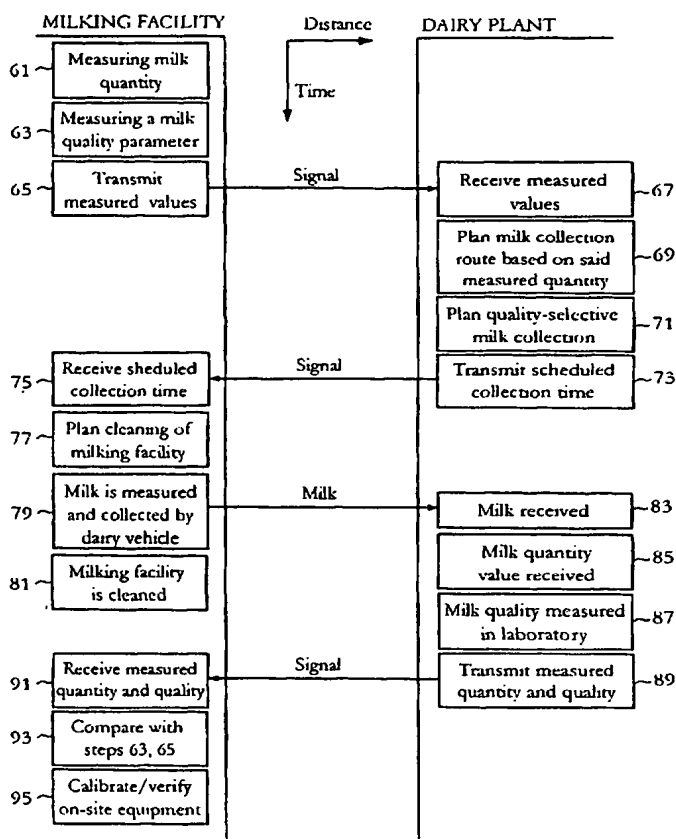 MILKING FACILITY
Distance
DAIRY PLANT
Time
61
Measuring milk
quantity
63
Measuring a milk
quality parameter
65
Transmit
measured values
Signal
Receive measured
values
67
Plan milk collection
route based on said
measured quantity
69
Plan quality-selective
milk collection
71
Receive sheduled
collection time
75
Signal
Transmit scheduled
collection time
73
77
Plan cleaning of
milking facility
79
Milk is measured
and collected by
dairy vehicle
Milk
Milk received
83
81
Milking facility
is cleaned
Milk quantity
value received
85
Milk quality measured
in laboratory
87
91
Receive measured
quantity and quality
Signal
Transmit measured
quantity and quality
89
93
Compare with
steps 63, 65
95
Calibrate/verify
on-site equipment